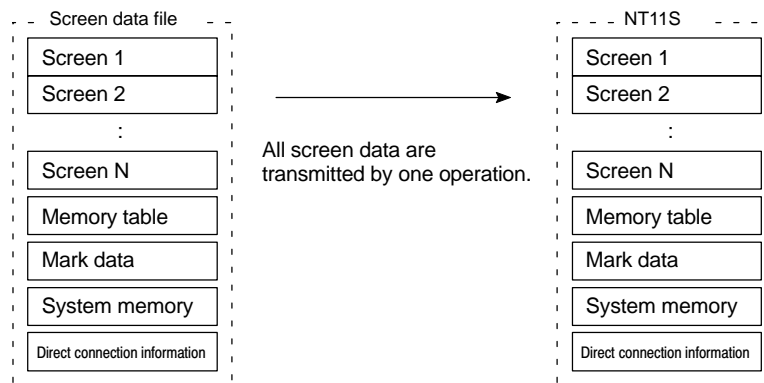 Screen data file
Screen 1
Screen 2
:
Screen N
Memory table
Mark data
System memory
Direct connection information
All screen data are
transmitted by one operation.
NT11S
Screen 1
Screen 2
:
Screen N
Memory table
Mark data
System memory
Direct connection information